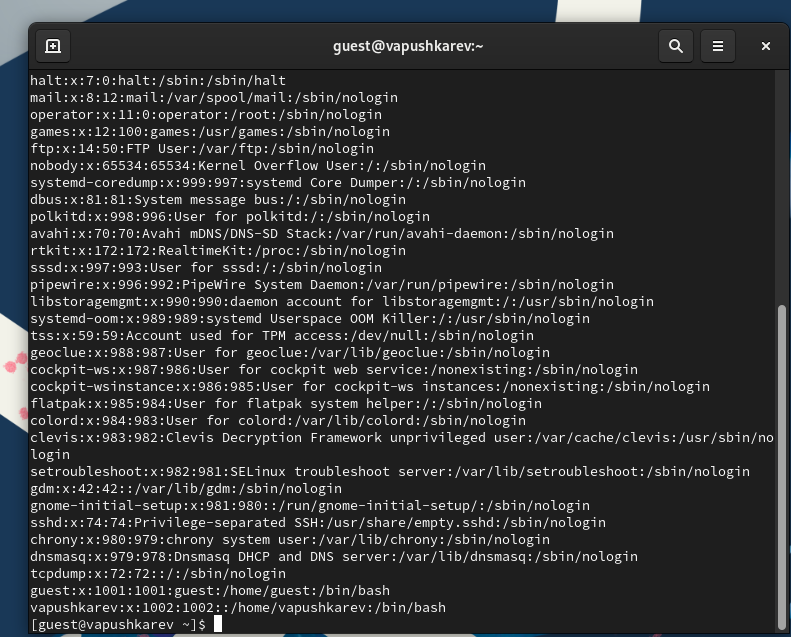 guest@vapushkarev:~
halt:x:7:0:halt:/sbin:/sbin/halt
mail:x:8:12:mail:/var/spool/mail:/sbin/nologin
operator:x:11:0:operator:/root:/sbin/nologin
games:x:12:100:games:/usr/games:/sbin/nologin
ftp:x:14:50:FTP User:/var/ftp:/sbin/nologin
nobody:x:65534:65534:Kernel Overflow User:/:/sbin/nologin
systemd-coredump:x:999:997:systemd Core Dumper:/:/sbin/nologin
dbus:x:81:81:System message bus:/:/sbin/nologin
polkitd:x:998:996:User for polkitd:/:/sbin/nologin
avahi:x:70:70:Avahi mDNS/DNS-SD Stack:/var/run/avahi-daemon:/sbin/nologin
rtkit:x:172:172:RealtimeKit:/proc:/sbin/nologin
sssd:x:997:993:User for sssd:/:/sbin/nologin
pipewire:x:996:992:PipeWire System Daemon:/var/run/pipewire:/sbin/nologin
libstoragemgmt:x:990:990:daemon account for libstoragemgmt:/:/usr/sbin/nologin
systemd-oom:x:989:989:systemd Userspace OOM Killer:/:/usr/sbin/nologin
tss:x:59:59:Account used for TPM access:/dev/null:/sbin/nologin
geoclue:x:988:987:User for geoclue:/var/lib/geoclue:/sbin/nologin
cockpit-ws:x:987:986:User for cockpit web service:/nonexisting:/sbin/nologin
cockpit-wsinstance:x:986:985:User for cockpit-ws instances:/nonexisting:/sbin/nologin
flatpak:x:985:984:User for flatpak system helper:/:/sbin/nologin
colord:x:984:983:User for colord:/var/lib/colord:/sbin/nologin
clevis:x:983:982:Clevis Decryption Framework unprivileged user:/var/cache/clevis:/usr/sbin/no
login
setroubleshoot:x:982:981:SELinux troubleshoot server:/var/lib/setroubleshoot:/sbin/nologin
gdm:x:42:42::/var/lib/gdm:/sbin/nologin
gnome-initial-setup:x:981:980::/run/gnome-initial-setup/:/sbin/nologin
sshd:x:74:74:Privilege-separated SSH:/usr/share/empty.sshd:/sbin/nologin
chrony:x:980:979:chrony system user:/var/lib/chrony:/sbin/nologin
dnsmasq:x:979:978:Dnsmasq DHCP and DNS server:/var/lib/dnsmasq:/sbin/nologin
tcpdump:x:72:72::/:/sbin/nologin
guest:x:1001:1001:guest:/home/guest:/bin/bash
vapushkarev:x:1002:1002::/home/vapushkarev:/bin/bash
[guest@vapushkarev ~]$